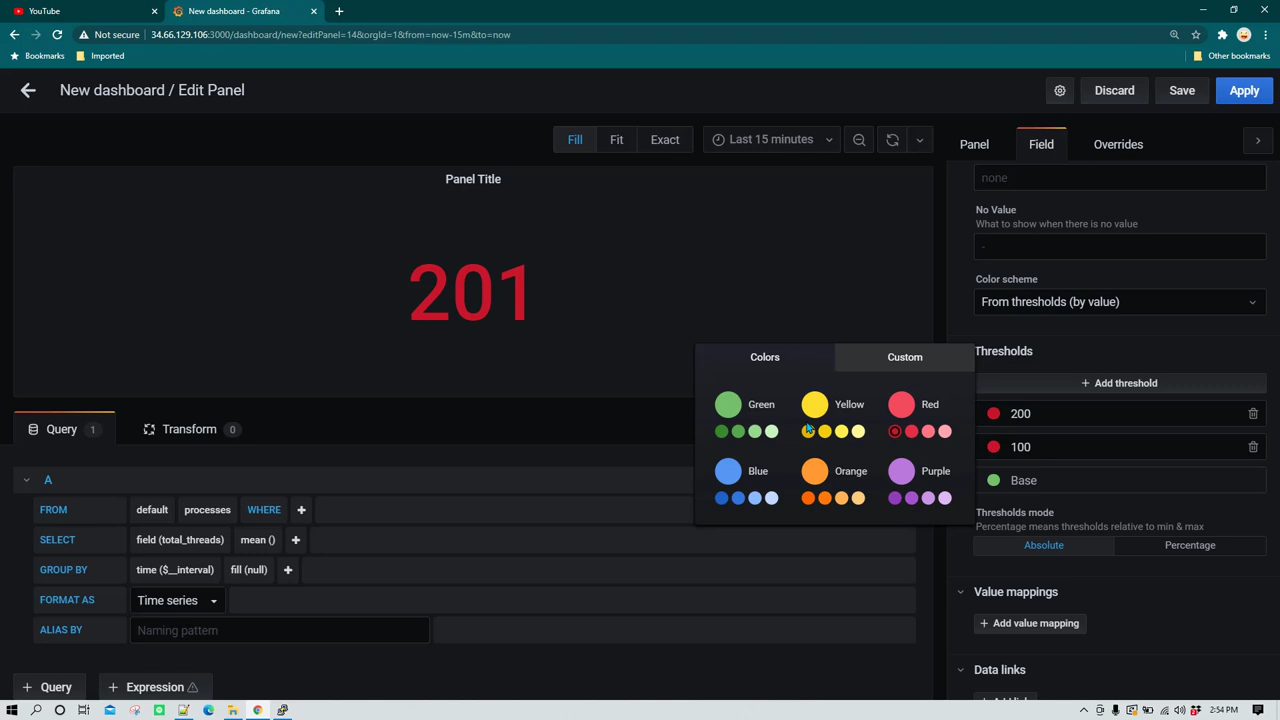 YouTube
New dashboard - Grafana
Not secure
34.66.129.106:3000/dashboard/new?editPanel=14&orgId=1&from=now-15m&to=now
Bookmarks
Imported
Other bookmarks
New dashboard / Edit Panel
Discard
Save
Apply
Fill
Fit
Exact
Last 15 minutes
Panel
Field
Overrides
Panel Title
201
none
No Value
What to show when there is no value
-
Color scheme
From thresholds (by value)
Thresholds
+ Add threshold
200
100
Base
Thresholds mode
Percentage means thresholds relative to min & max
Absolute
Percentage
Value mappings
+ Add value mapping
Data links
Colors
Custom
Green
Yellow
Red
Blue
Orange
Purple
Query 1
Transform 0
A
FROM default processes WHERE +
SELECT field (total_threads) mean () +
GROUP BY time ($__interval) fill (null) +
FORMAT AS Time series
ALIAS BY Naming pattern
+ Query
+ Expression
2:54 PM